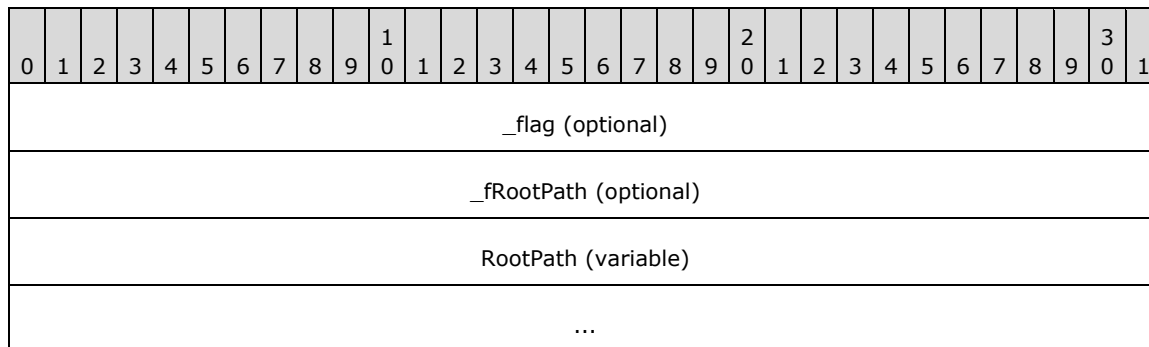 1 2 3
0 1 2 3 4 5 6 7 8 9 0 1 2 3 4 5 6 7 8 9 0 1 2 3 4 5 6 7 8 9 0 1
_flag (optional)
_fRootPath (optional)
RootPath (variable)
...